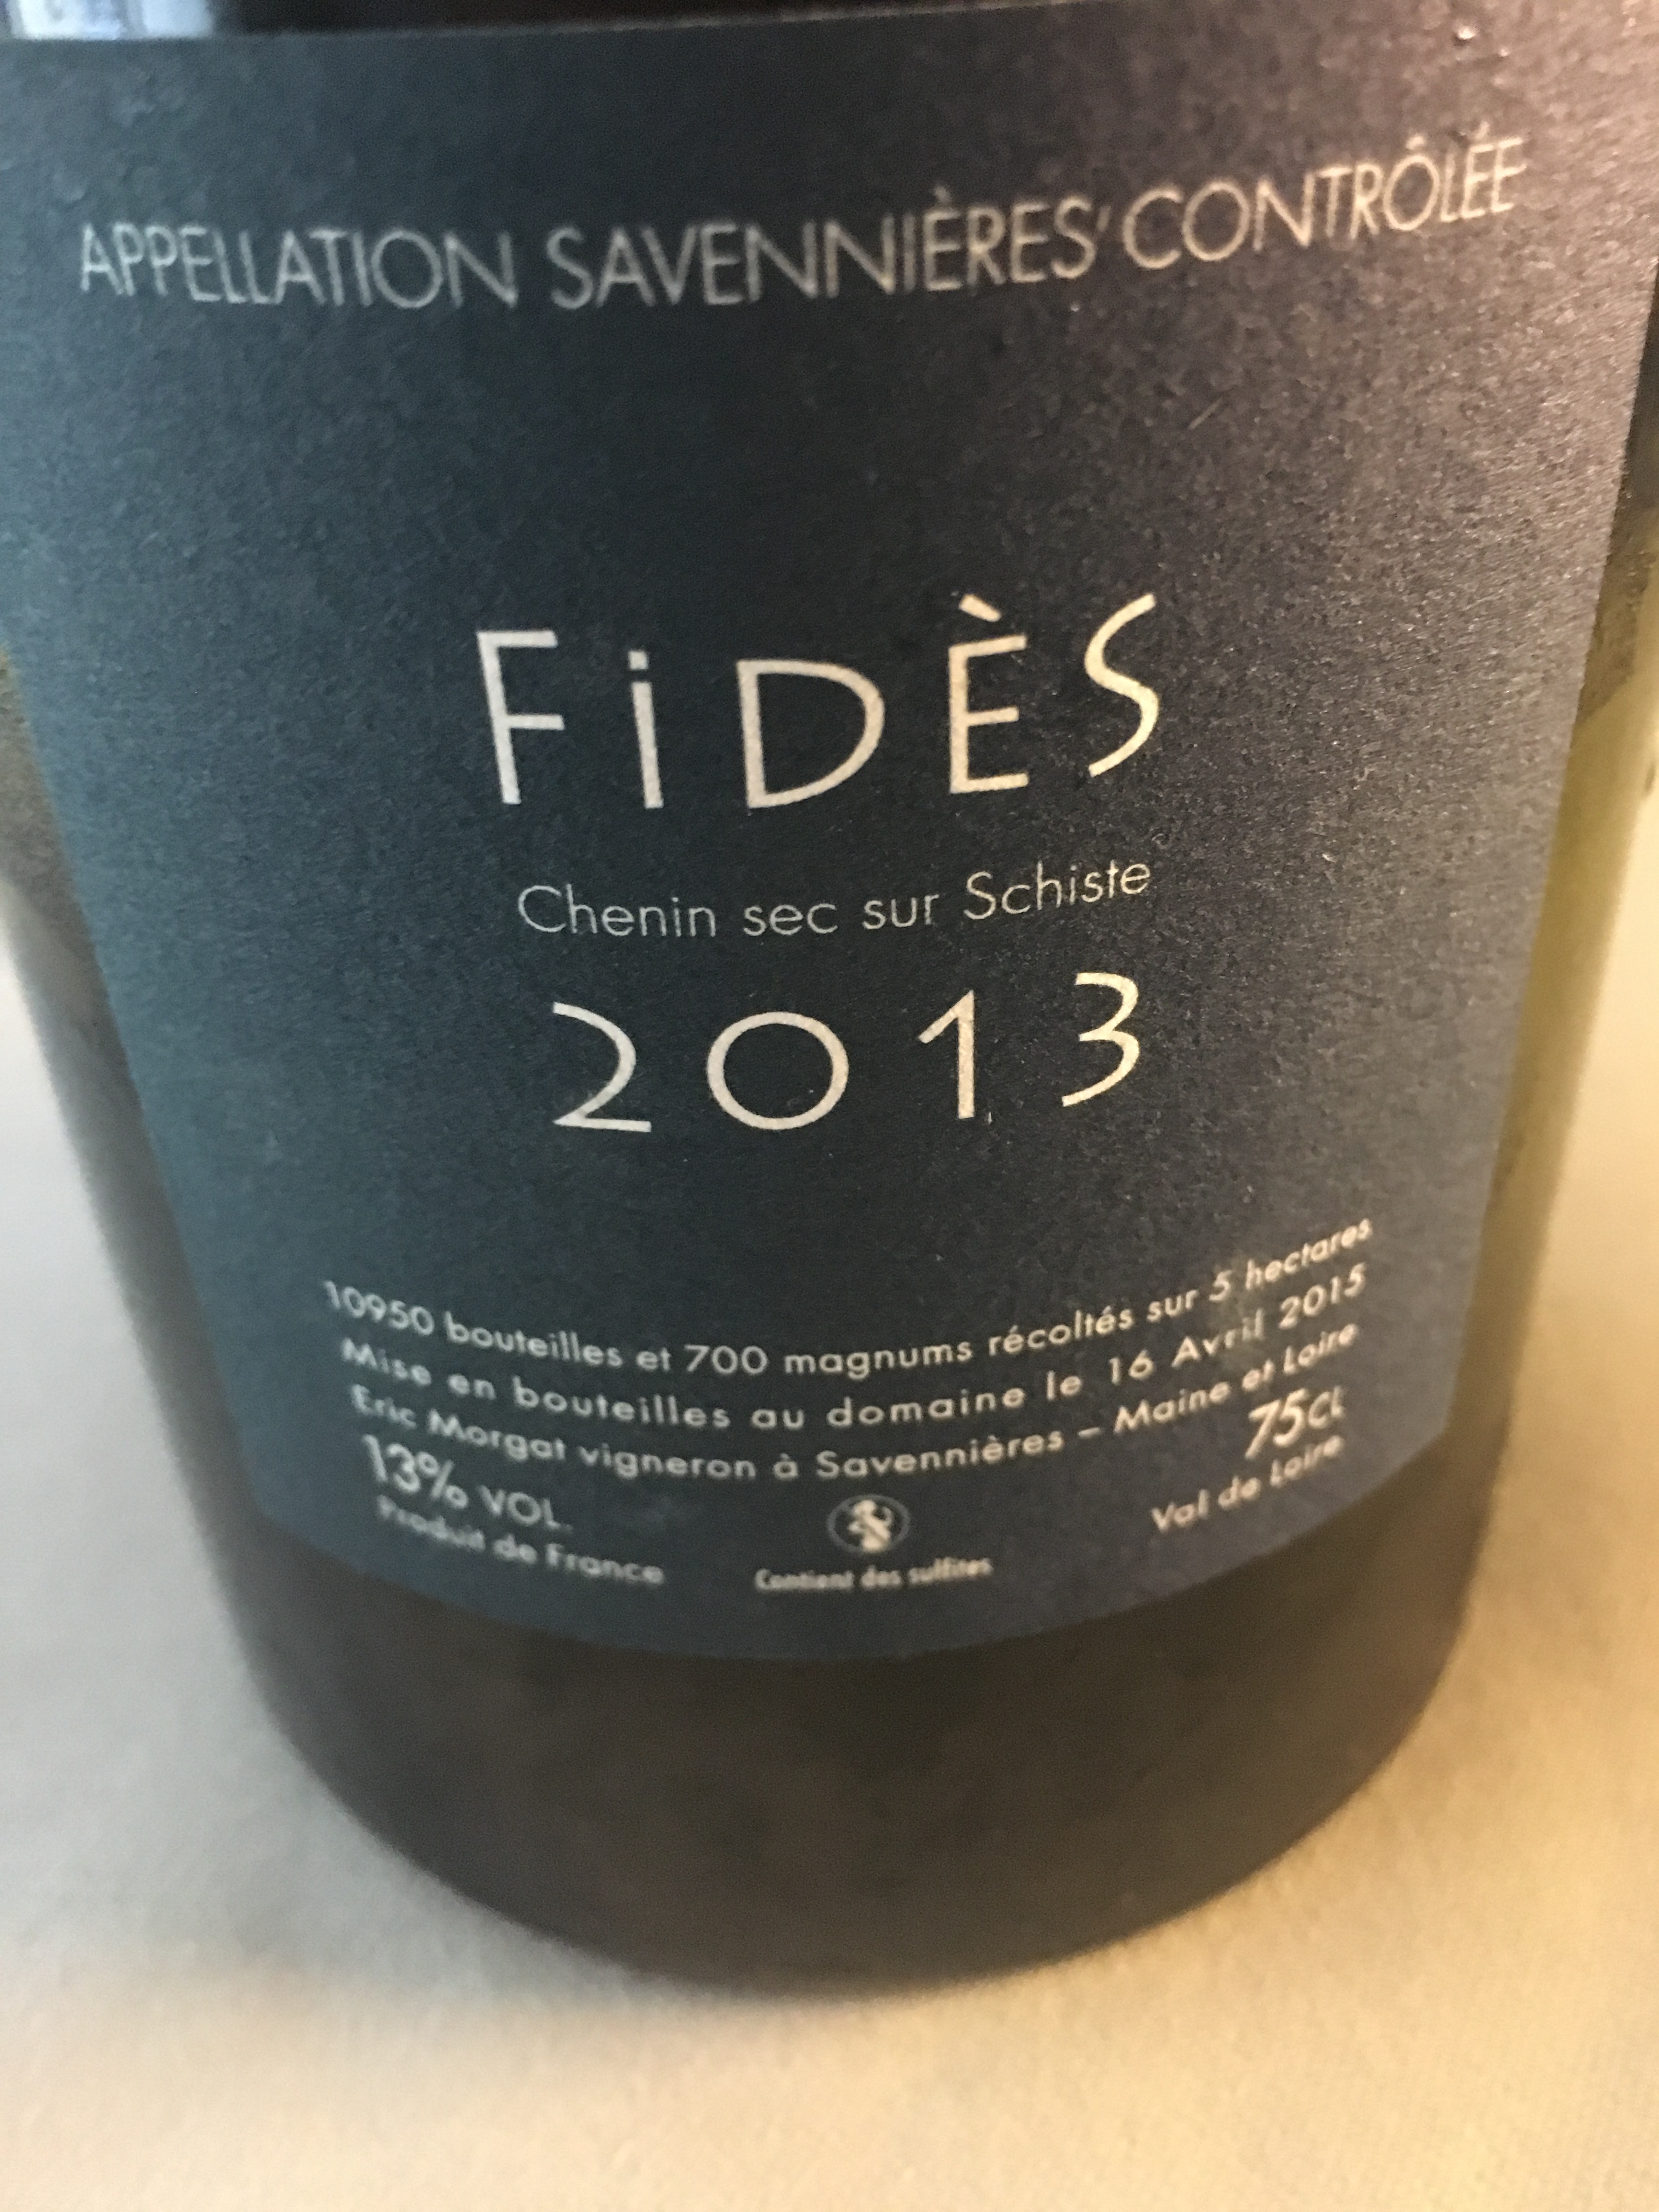 APPELLATION SAVENNIÈRES CONTRÔLÉE
FiDÈS
Chenin sec sur Schiste
2013
10950 bouteilles et 700 magnums récoltés sur 5 hectares
Mise en bouteilles au domaine le 16 Avril 2015
Eric Morgat vigneron à Savennières – Maine et Loire
13% VOL. 75CL
Produit de France Val de Loire
Contient des sulfites